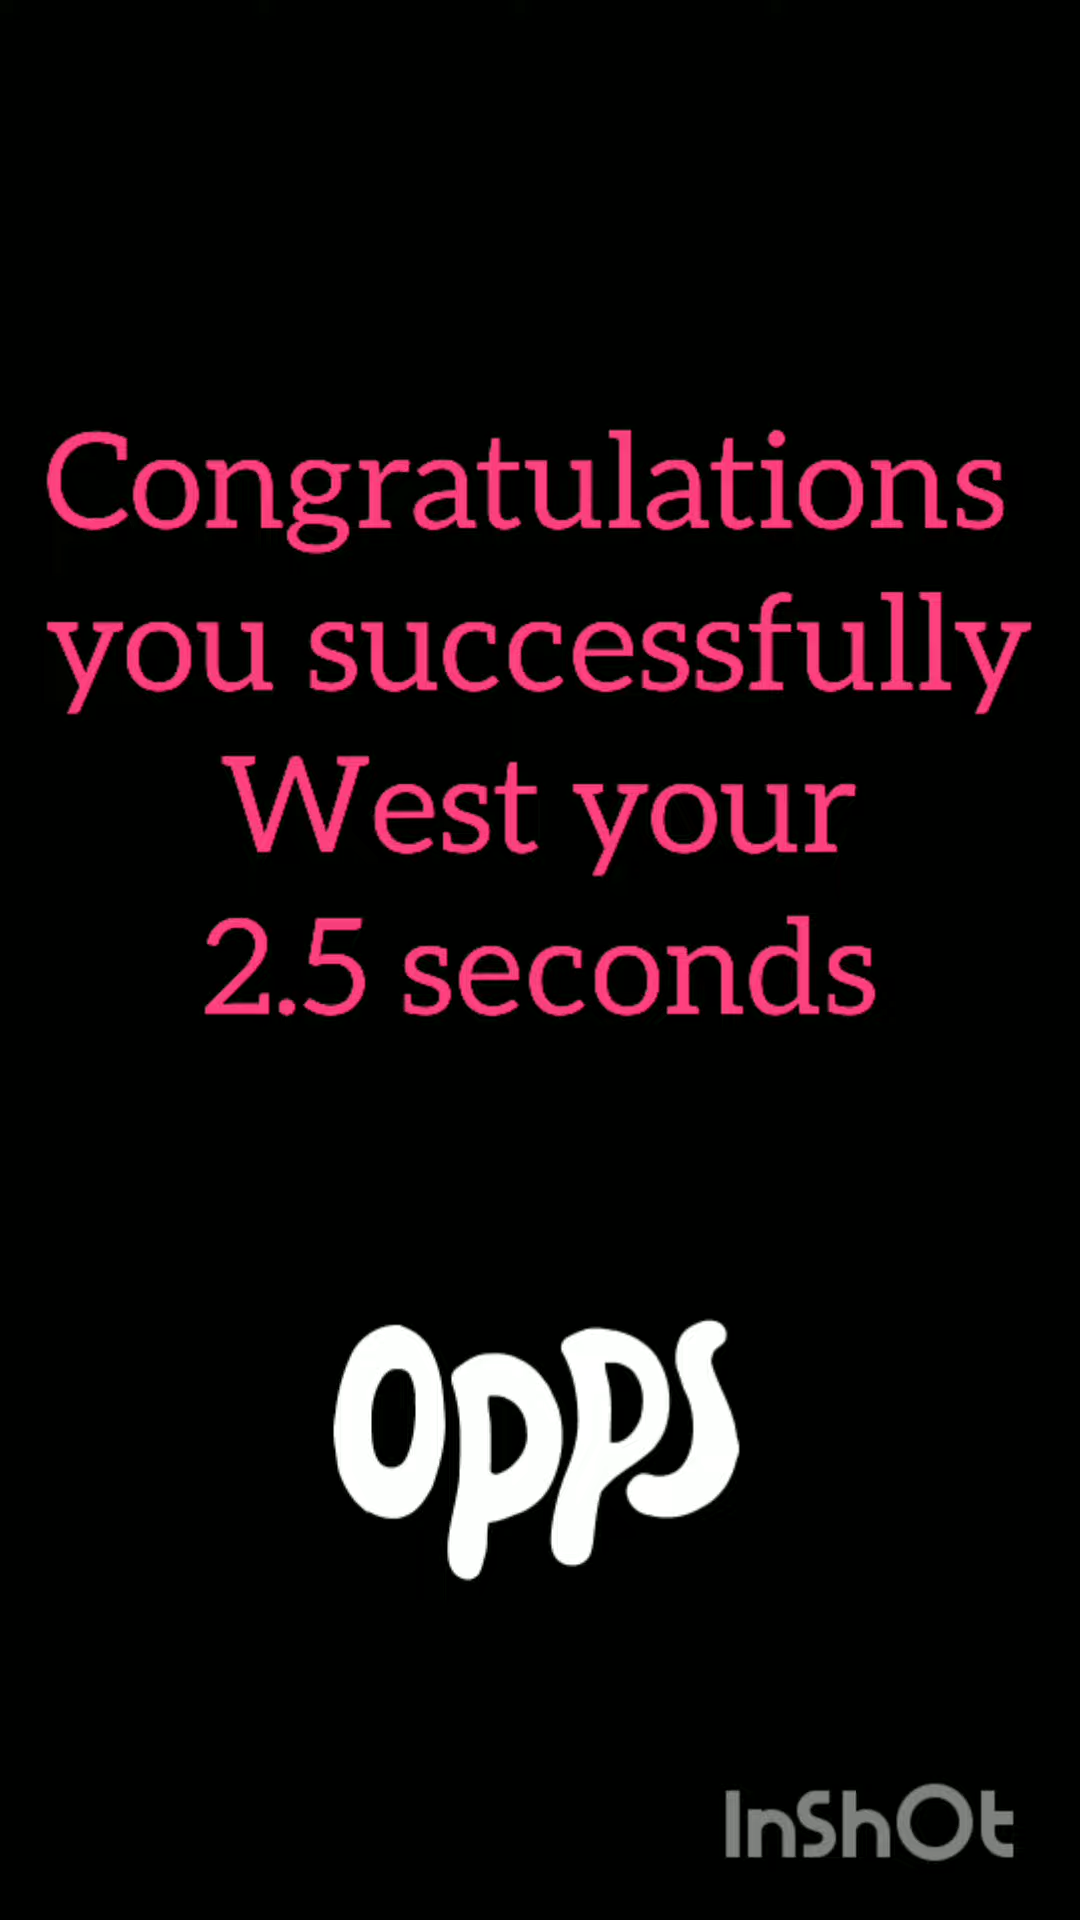 Congratulations
you successfully
West your
2.5 seconds
OPPS
InShOt